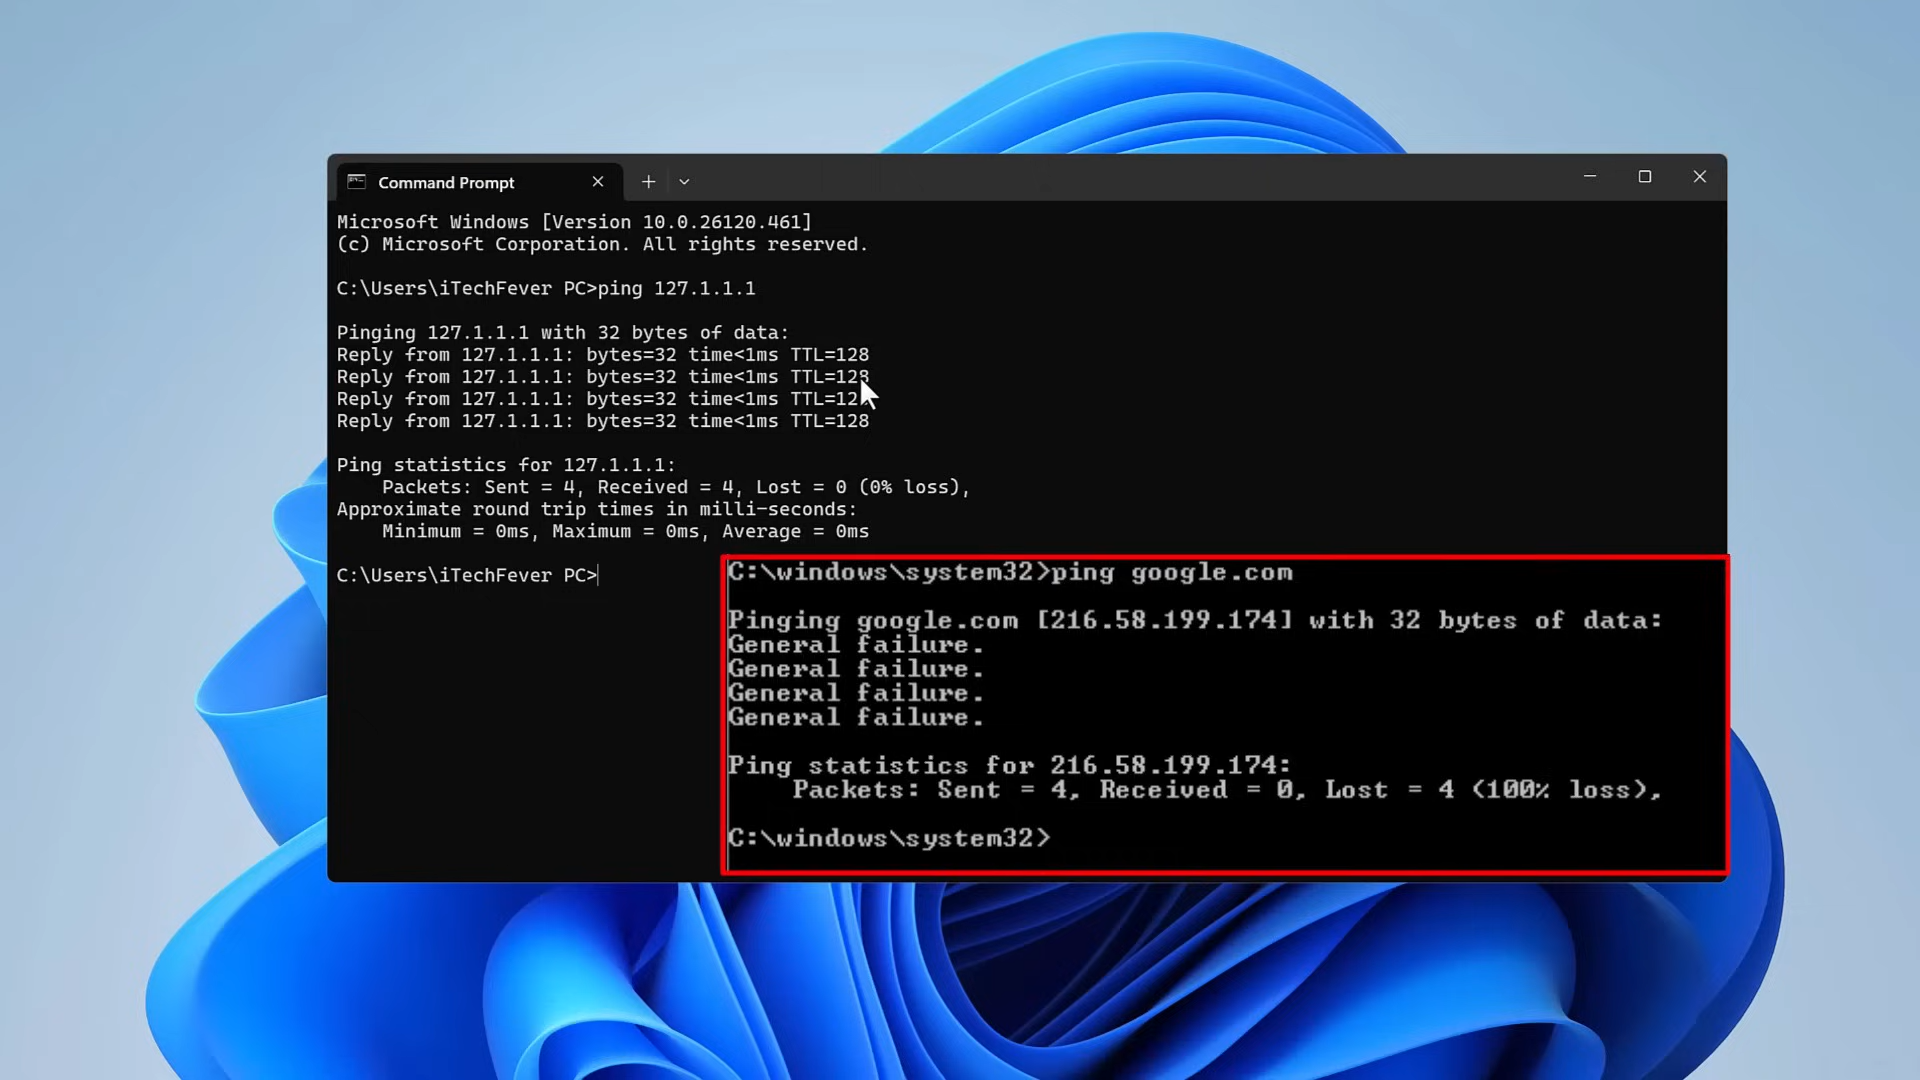 Command Prompt
Microsoft Windows [Version 10.0.26120.461]
(c) Microsoft Corporation. All rights reserved.
C:\Users\iTechFever PC>ping 127.1.1.1
Pinging 127.1.1.1 with 32 bytes of data:
Reply from 127.1.1.1: bytes=32 time<1ms TTL=128
Reply from 127.1.1.1: bytes=32 time<1ms TTL=128
Reply from 127.1.1.1: bytes=32 time<1ms TTL=128
Reply from 127.1.1.1: bytes=32 time<1ms TTL=128
Ping statistics for 127.1.1.1:
Packets: Sent = 4, Received = 4, Lost = 0 (0% loss),
Approximate round trip times in milli-seconds:
Minimum = 0ms, Maximum = 0ms, Average = 0ms
C:\Users\iTechFever PC>
C:\windows\system32>ping google.com
Pinging google.com [216.58.199.174] with 32 bytes of data:
General failure.
General failure.
General failure.
General failure.
Ping statistics for 216.58.199.174:
Packets: Sent = 4, Received = 0, Lost = 4 (100% loss),
C:\windows\system32>